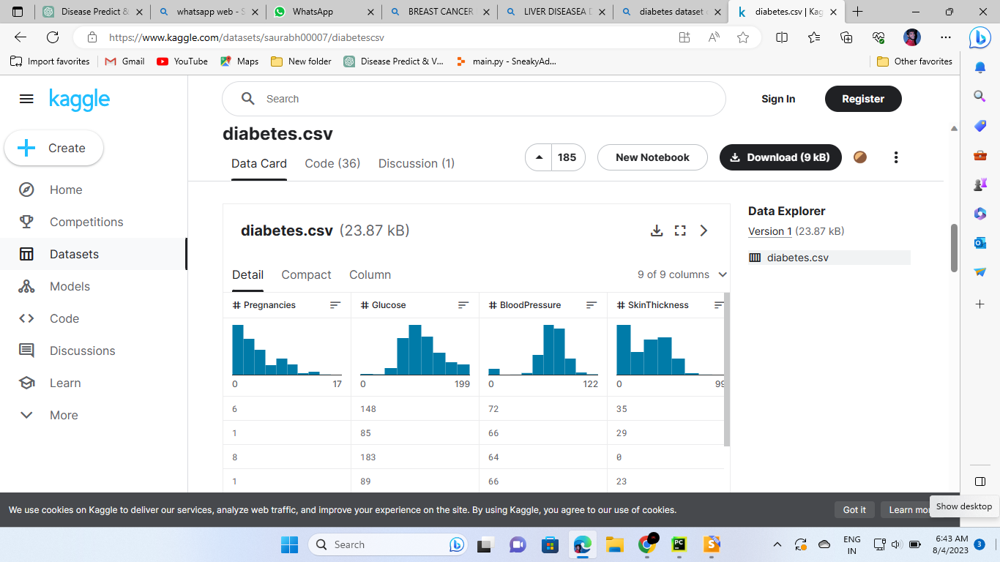 Disease Predict &
whatsapp web - S
WhatsApp
BREAST CANCER
LIVER DISEASEA D
diabetes dataset
diabetes.csv | Kag
https://www.kaggle.com/datasets/saurabh00007/diabetescsv
Import favorites
Gmail
YouTube
Maps
New folder
Disease Predict & V...
main.py - SneakyAd...
Other favorites
kaggle
Search
Sign In
Register
diabetes.csv
Create
Data Card
Code (36)
Discussion (1)
185
New Notebook
Download (9 kB)
Home
Competitions
Datasets
Models
Code
Discussions
Learn
More
diabetes.csv (23.87 kB)
Data Explorer
Version 1 (23.87 kB)
diabetes.csv
Detail
Compact
Column
9 of 9 columns
# Pregnancies
# Glucose
# BloodPressure
# SkinThickness
0 17
0 199
0 122
0 99
6 148 72 35
1 85 66 29
8 183 64 0
1 89 66 23
We use cookies on Kaggle to deliver our services, analyze web traffic, and improve your experience on the site. By using Kaggle, you agree to our use of cookies.
Got it
Learn mor
Show desktop
Search
PC
ENG
IN
6:43 AM
8/4/2023
3